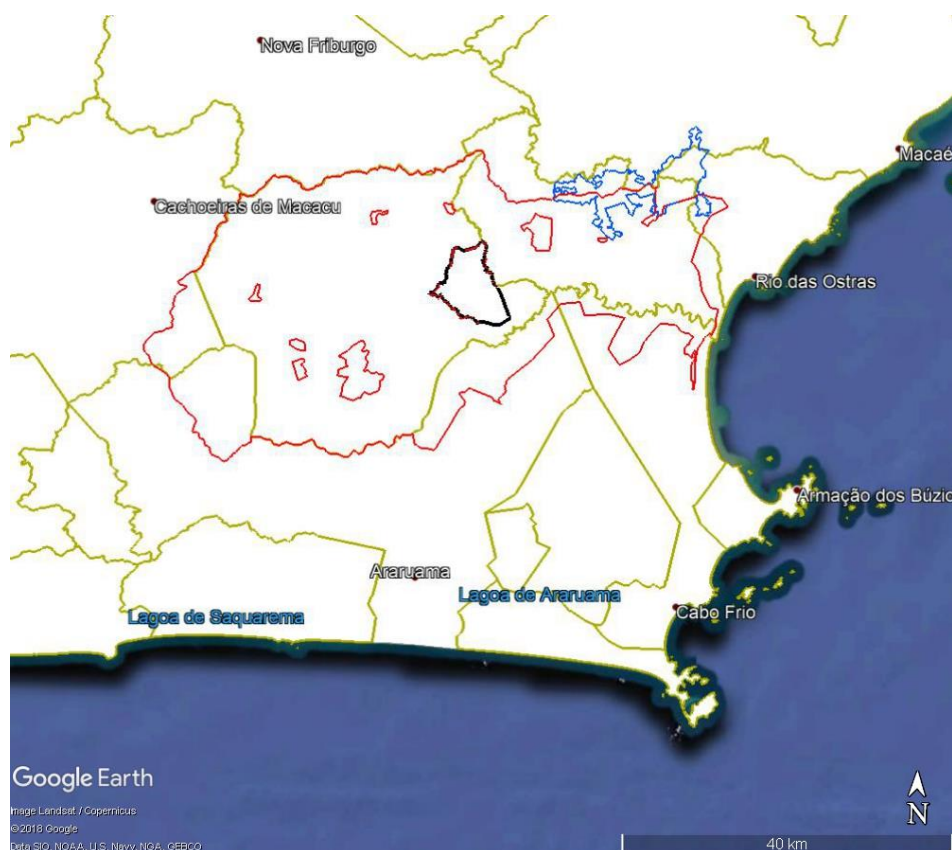 Nova Friburgo
Macaé
Cachoeiras de Macacu
Rio das Ostras
Armação dos Búzio
Araruama
Lagoa de Araruama
Lagoa de Saquarema
Cabo Frio
Google Earth
Image Landsat / Copernicus
©2018 Google
Data SIO, NOAA, U.S. Navy, NGA, GEBCO
N
40 km